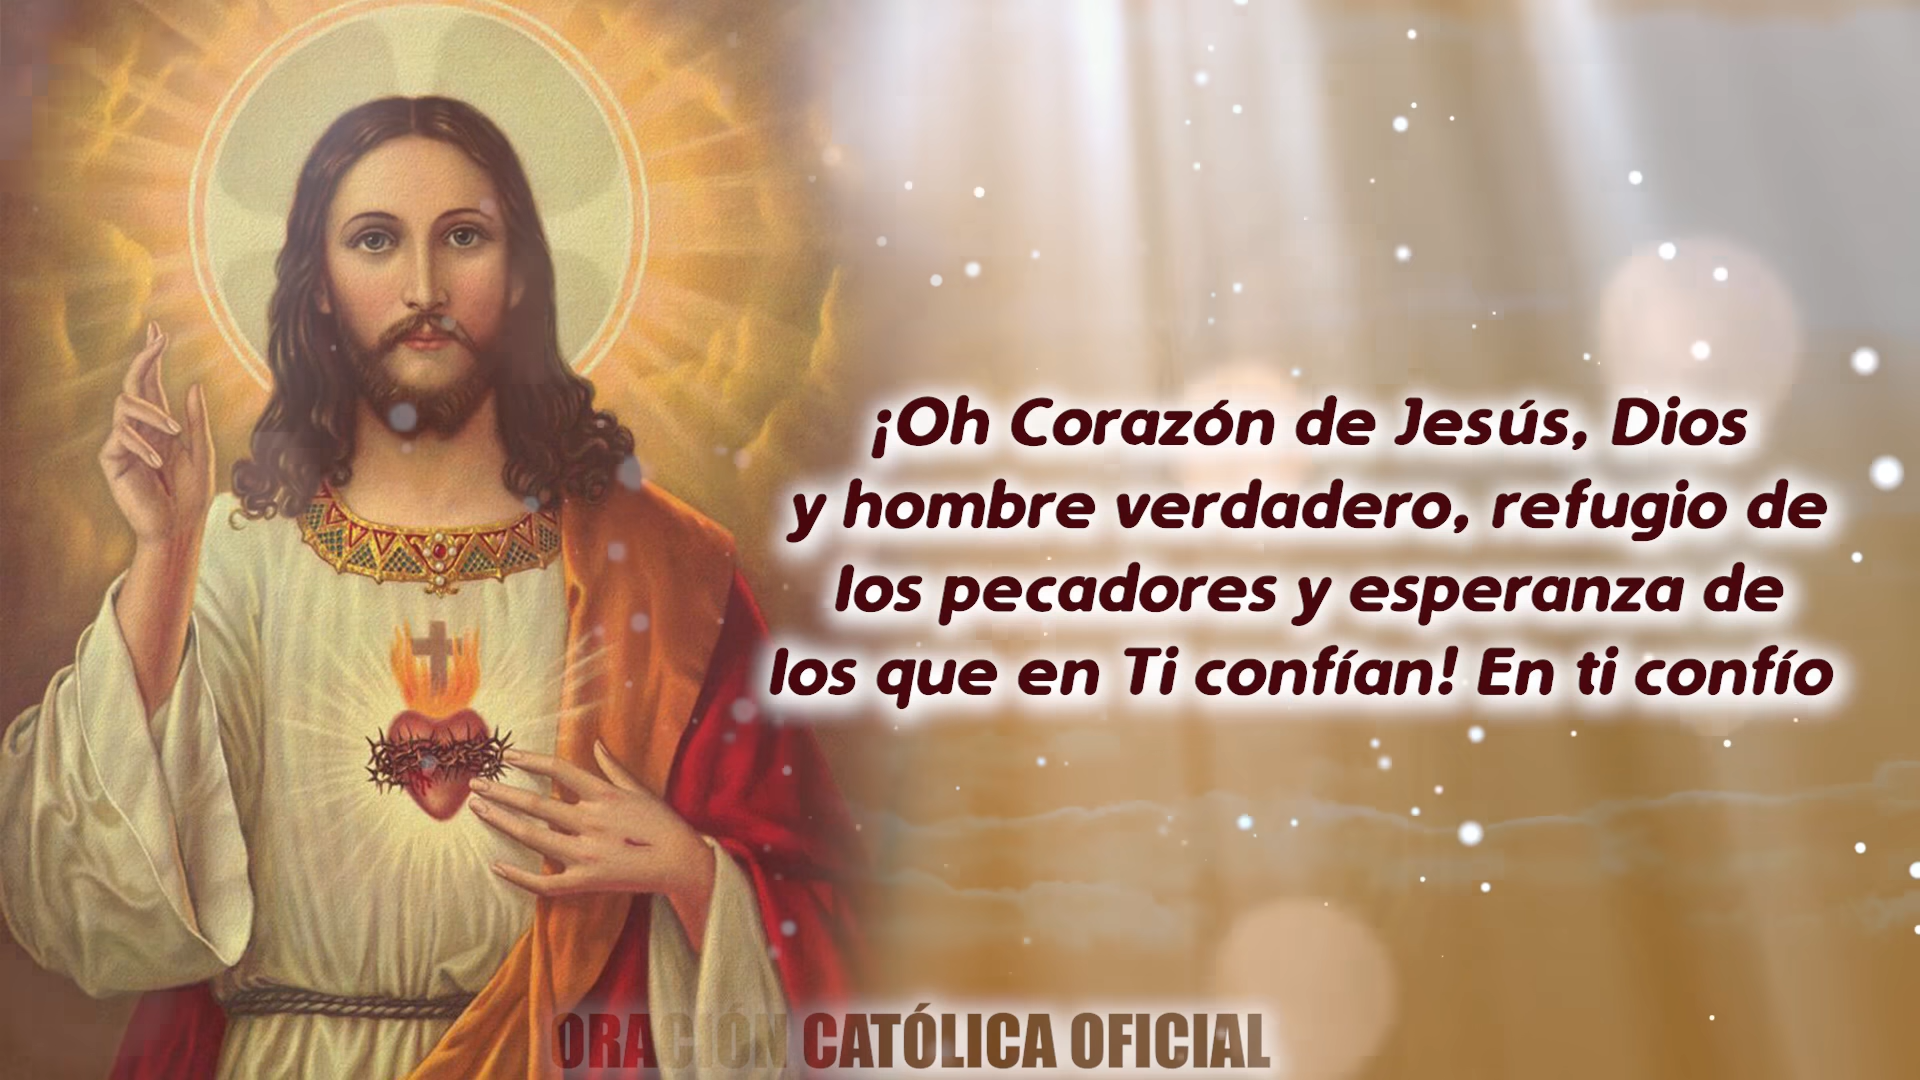 ¡Oh Corazón de Jesús, Dios
y hombre verdadero, refugio de
los pecadores y esperanza de
los que en Ti confían! En ti confío
ORACIÓN CATÓLICA OFICIAL